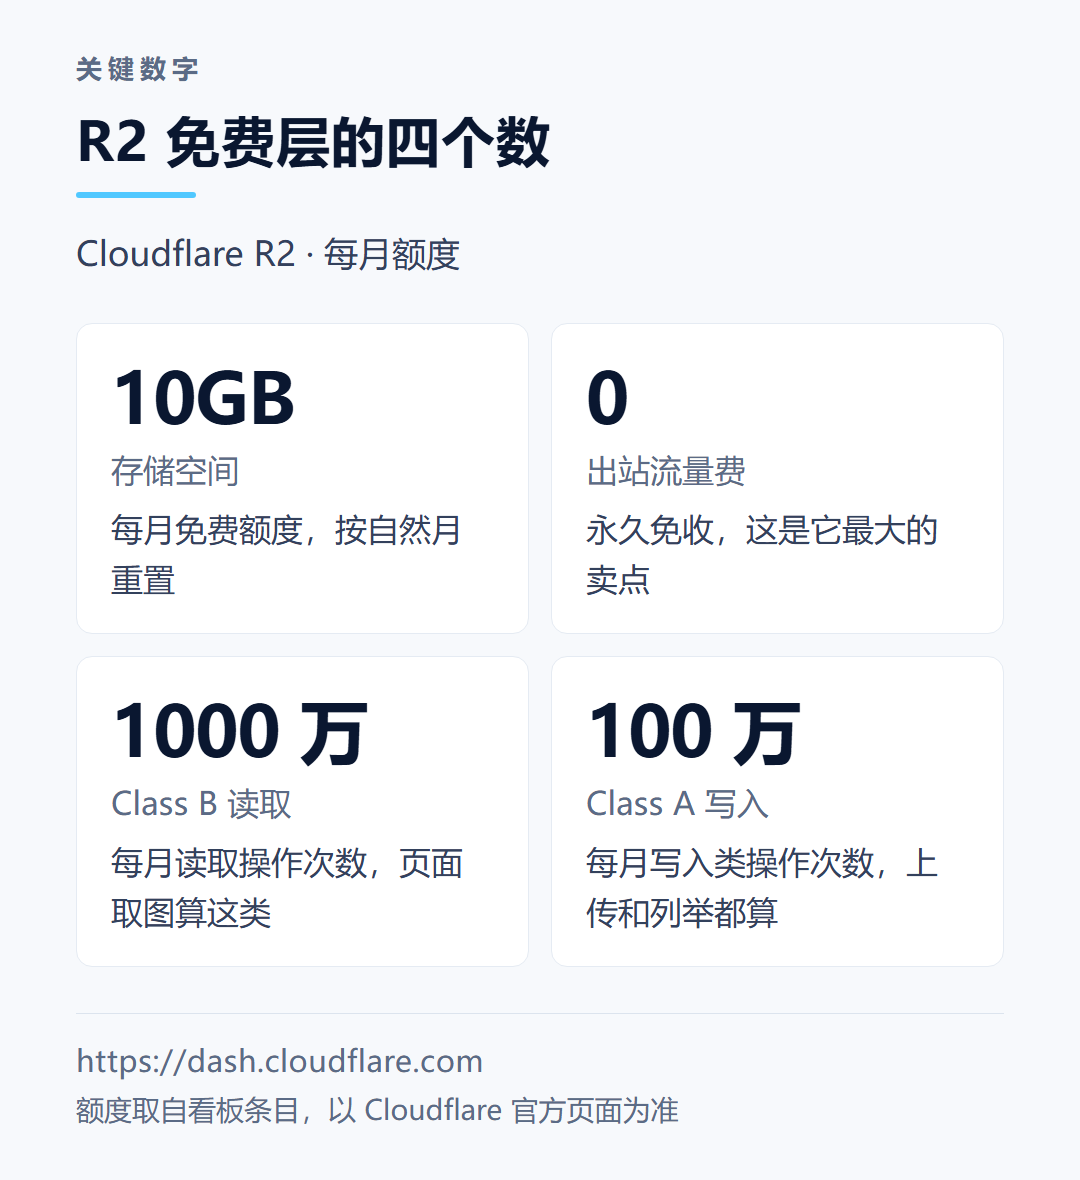 关键数字
R2 免费层的四个数
Cloudflare R2 · 每月额度
10GB
存储空间
每月免费额度，按自然月
重置
0
出站流量费
永久免收，这是它最大的
卖点
1000 万
Class B 读取
每月读取操作次数，页面
取图算这类
100 万
Class A 写入
每月写入类操作次数，上
传和列举都算
https://dash.cloudflare.com
额度取自看板条目，以 Cloudflare 官方页面为准